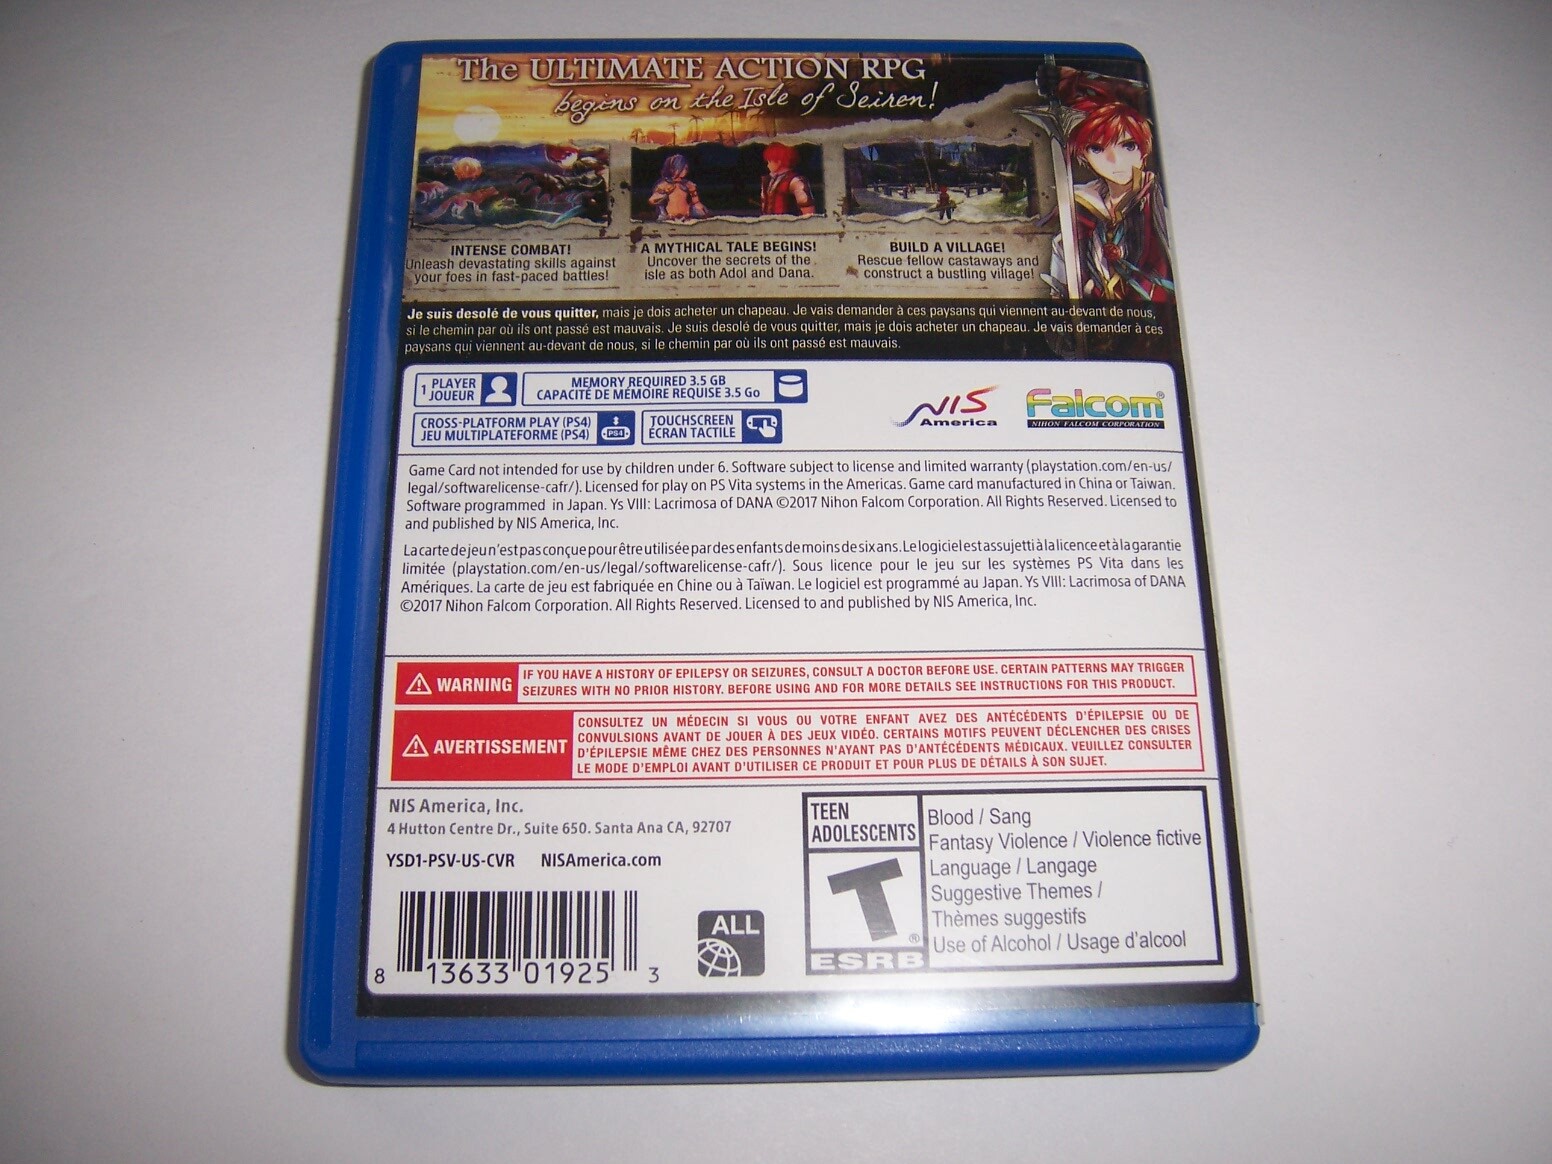 The ULTIMATE ACTION RPG
begins on the Isle of Seiren!
INTENSE COMBAT!
Unleash devastating skills against
your foes in fast-paced battles!
A MYTHICAL TALE BEGINS!
Uncover the secrets of the
isle as both Adol and Dana.
BUILD A VILLAGE!
Rescue fellow castaways and
construct a bustling village!
Je suis desolé de vous quitter, mais je dois acheter un chapeau. Je vais demander à ces paysans qui viennent au-devant de nous,
si le chemin par où ils ont passé est mauvais. Je suis desolé de vous quitter, mais je dois acheter un chapeau. Je vais demander à ces
paysans qui viennent au-devant de nous, si le chemin par où ils ont passé est mauvais.
1 PLAYER
JOUEUR
MEMORY REQUIRED 3.5 GB
CAPACITÉ DE MÉMOIRE REQUISE 3.5 Go
CROSS-PLATFORM PLAY (PS4)
JEU MULTIPLATEFORME (PS4)
PS4
TOUCHSCREEN
ÉCRAN TACTILE
NIS
America
Falcom®
NIHON FALCOM CORPORATION
Game Card not intended for use by children under 6. Software subject to license and limited warranty (playstation.com/en-us/
legal/softwarelicense-cafr/). Licensed for play on PS Vita systems in the Americas. Game card manufactured in China or Taiwan.
Software programmed in Japan. Ys VIII: Lacrimosa of DANA ©2017 Nihon Falcom Corporation. All Rights Reserved. Licensed to
and published by NIS America, Inc.
La carte de jeu n'est pas conçue pour être utilisée par des enfants de moins de six ans. Le logiciel est assujetti à la licence et à la garantie
limitée (playstation.com/en-us/legal/softwarelicense-cafr/). Sous licence pour le jeu sur les systèmes PS Vita dans les
Amériques. La carte de jeu est fabriquée en Chine ou à Taïwan. Le logiciel est programmé au Japan. Ys VIII: Lacrimosa of DANA
©2017 Nihon Falcom Corporation. All Rights Reserved. Licensed to and published by NIS America, Inc.
WARNING
IF YOU HAVE A HISTORY OF EPILEPSY OR SEIZURES, CONSULT A DOCTOR BEFORE USE. CERTAIN PATTERNS MAY TRIGGER
SEIZURES WITH NO PRIOR HISTORY. BEFORE USING AND FOR MORE DETAILS SEE INSTRUCTIONS FOR THIS PRODUCT.
AVERTISSEMENT
CONSULTEZ UN MÉDECIN SI VOUS OU VOTRE ENFANT AVEZ DES ANTÉCÉDENTS D'ÉPILEPSIE OU DE
CONVULSIONS AVANT DE JOUER À DES JEUX VIDÉO. CERTAINS MOTIFS PEUVENT DÉCLENCHER DES CRISES
D'ÉPILEPSIE MÊME CHEZ DES PERSONNES N'AYANT PAS D'ANTÉCÉDENTS MÉDICAUX. VEUILLEZ CONSULTER
LE MODE D'EMPLOI AVANT D'UTILISER CE PRODUIT ET POUR PLUS DE DÉTAILS À SON SUJET.
NIS America, Inc.
4 Hutton Centre Dr., Suite 650. Santa Ana CA, 92707
YSD1-PSV-US-CVR NISAmerica.com
8 13633 01925 3
ALL
TEEN
ADOLESCENTS
T
®
ESRB
Blood / Sang
Fantasy Violence / Violence fictive
Language / Langage
Suggestive Themes /
Thèmes suggestifs
Use of Alcohol / Usage d'alcool